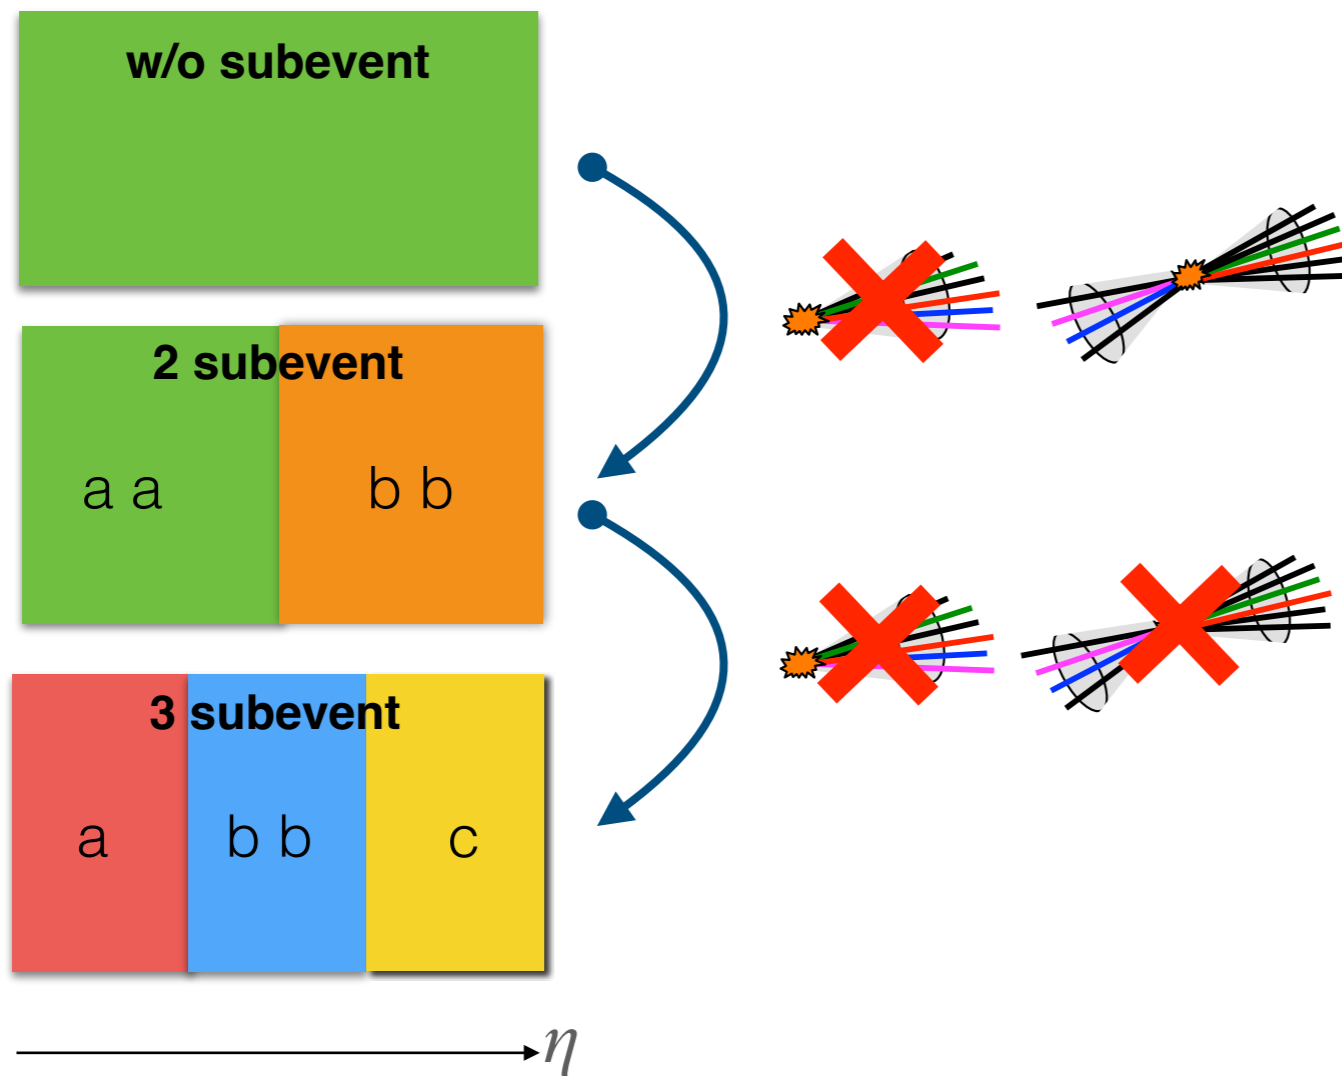 w/o subevent
2 subevent
a a b b
3 subevent
a b b c
η